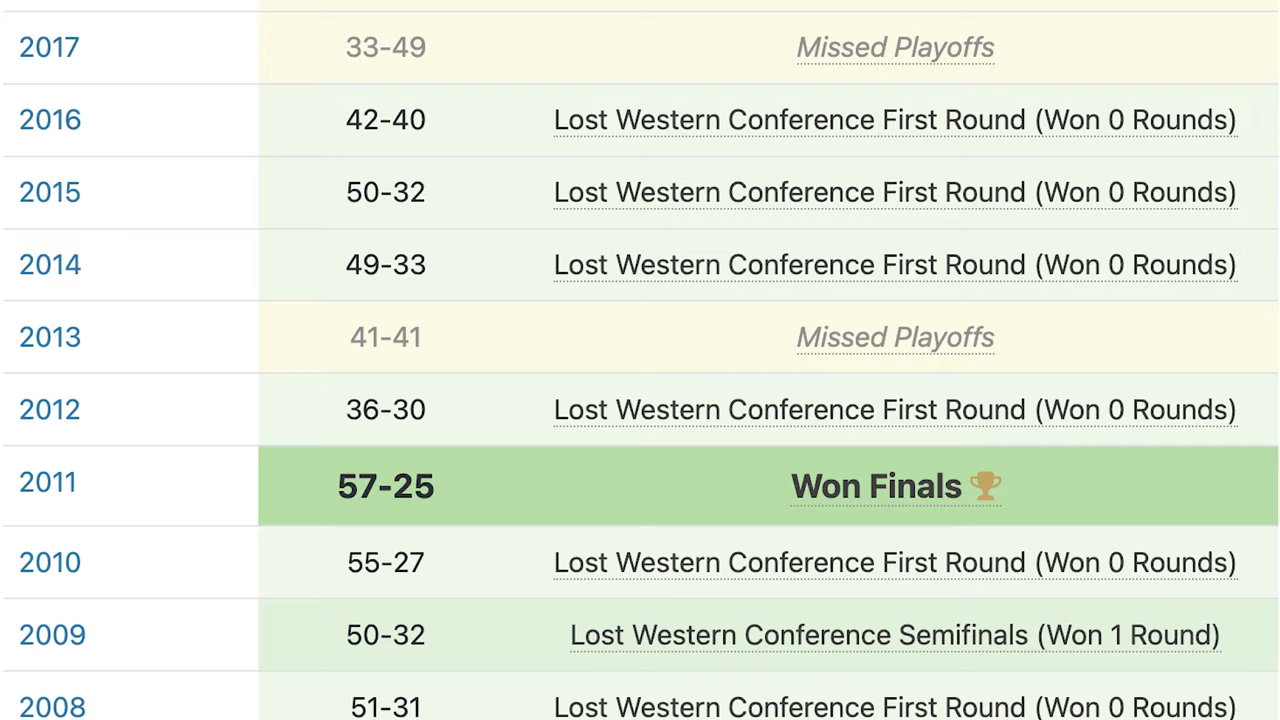 2017 33-49 Missed Playoffs
2016 42-40 Lost Western Conference First Round (Won 0 Rounds)
2015 50-32 Lost Western Conference First Round (Won 0 Rounds)
2014 49-33 Lost Western Conference First Round (Won 0 Rounds)
2013 41-41 Missed Playoffs
2012 36-30 Lost Western Conference First Round (Won 0 Rounds)
2011 57-25 Won Finals
2010 55-27 Lost Western Conference First Round (Won 0 Rounds)
2009 50-32 Lost Western Conference Semifinals (Won 1 Round)
2008 51-31 Lost Western Conference First Round (Won 0 Rounds)